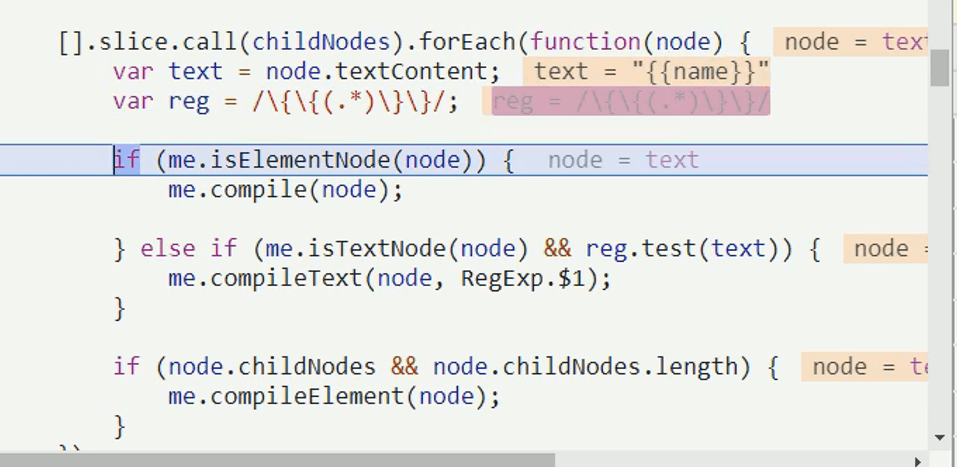 [].slice.call(childNodes).forEach(function(node) { node = text
var text = node.textContent; text = "{{name}}"
var reg = /\{\{(.*)\}\}/; reg = /\{\{(.*)\}\}/
if (me.isElementNode(node)) { node = text
me.compile(node);
} else if (me.isTextNode(node) && reg.test(text)) { node =
me.compileText(node, RegExp.$1);
}
if (node.childNodes && node.childNodes.length) { node = te
me.compileElement(node);
}